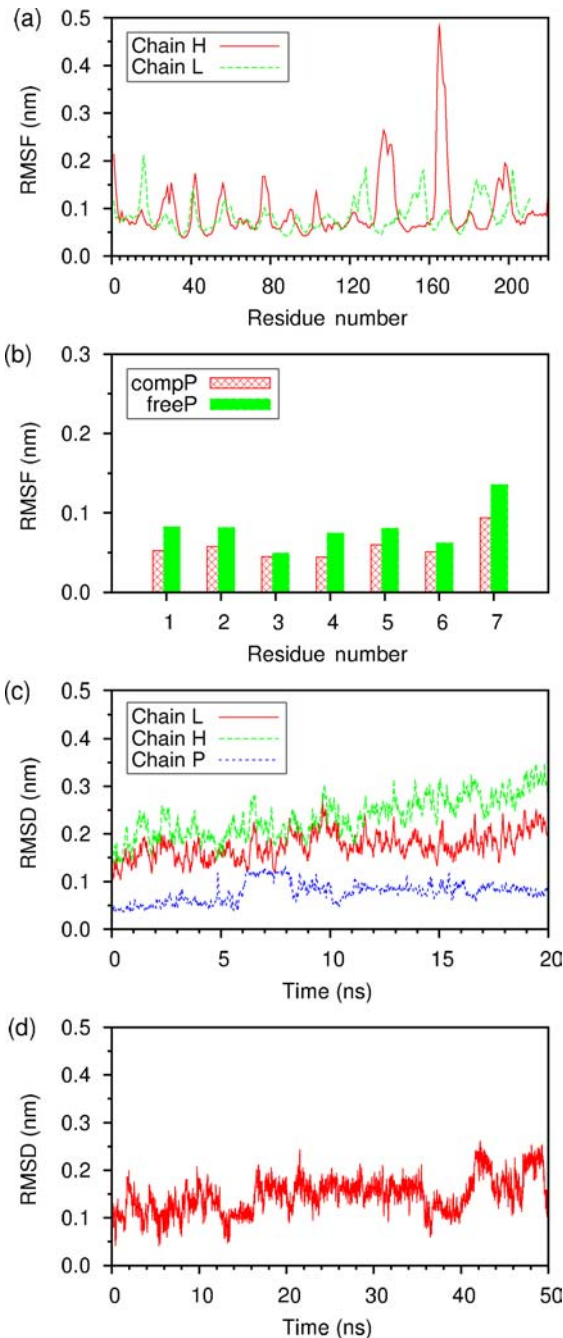 (a)
0.5
0.4
0.3
0.2
0.1
0.0
RMSF (nm)
Chain H
Chain L
0 40 80 120 160 200
Residue number
(b)
0.3
0.2
0.1
0.0
RMSF (nm)
compP
freeP
1 2 3 4 5 6 7
Residue number
(c)
0.5
0.4
0.3
0.2
0.1
0.0
RMSD (nm)
Chain L
Chain H
Chain P
0 5 10 15 20
Time (ns)
(d)
0.5
0.4
0.3
0.2
0.1
0.0
RMSD (nm)
0 10 20 30 40 50
Time (ns)